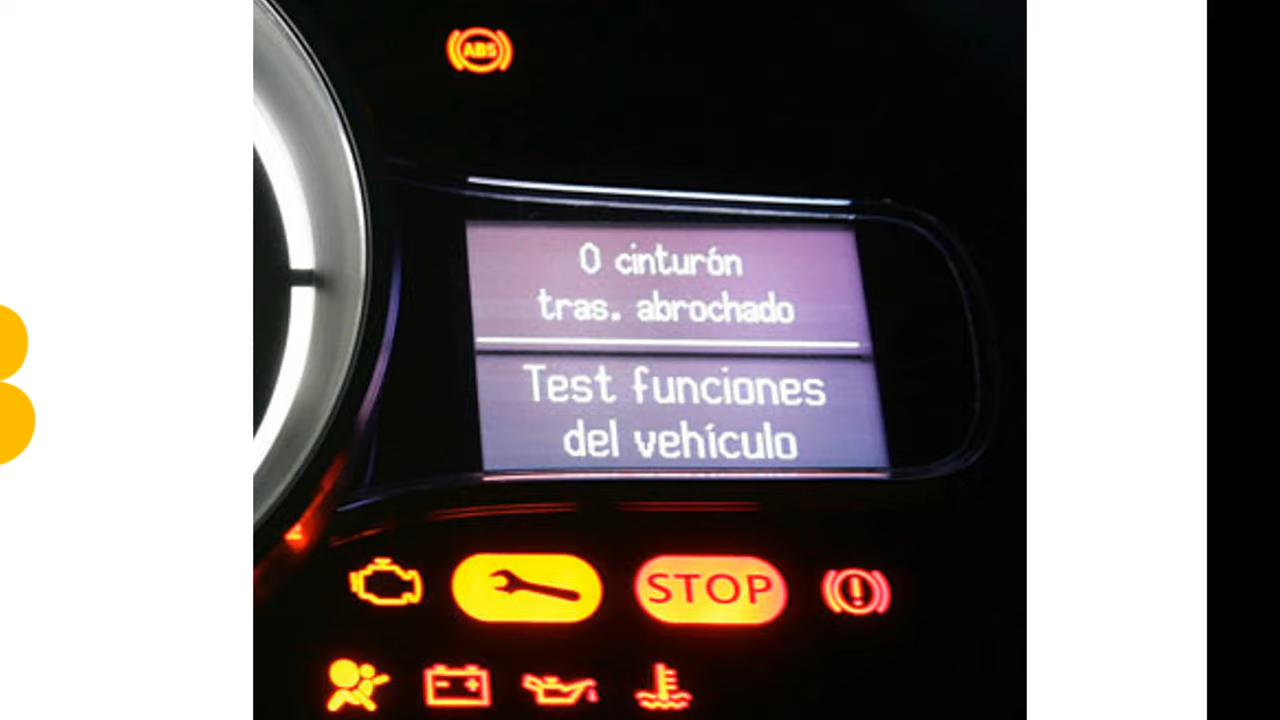 ABS
0 cinturón
tras. abrochado
Test funciones
del vehículo
STOP